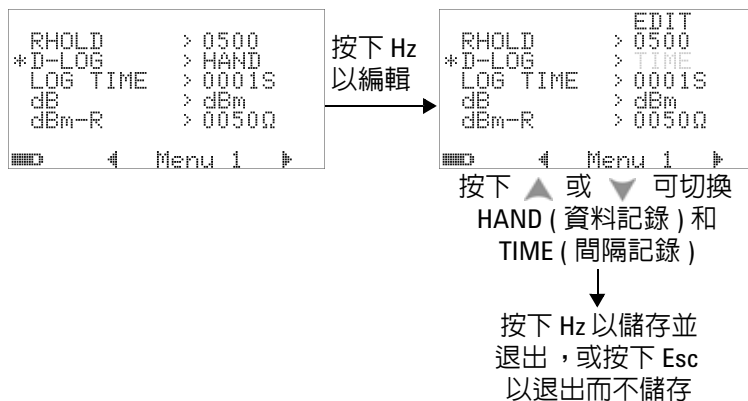 RHOLD > 0500
*D-LOG > HAND
LOG TIME > 0001S
dB > dBm
dBm-R > 0050Ω
Menu 1
按下 Hz
以編輯
EDIT
RHOLD > 0500
*D-LOG > TIME
LOG TIME > 0001S
dB > dBm
dBm-R > 0050Ω
Menu 1
按下 ▲ 或 ▼ 可切換
HAND ( 資料記錄 ) 和
TIME ( 間隔記錄 )
按下 Hz 以儲存並
退出，或按下 Esc
以退出而不儲存